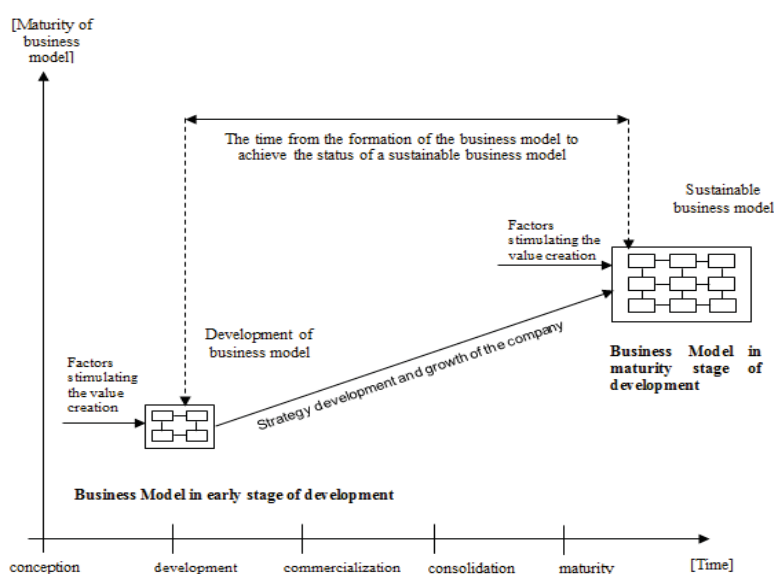 [Maturity of
business
model]
The time from the formation of the business model to
achieve the status of a sustainable business model
Sustainable
business model
Factors
stimulating the
value creation
Development of
business model
Strategy development and growth of the company
Business Model in
maturity stage of
development
Factors
stimulating
the value
creation
Business Model in early stage of development
conception
development
commercialization
consolidation
maturity
[Time]